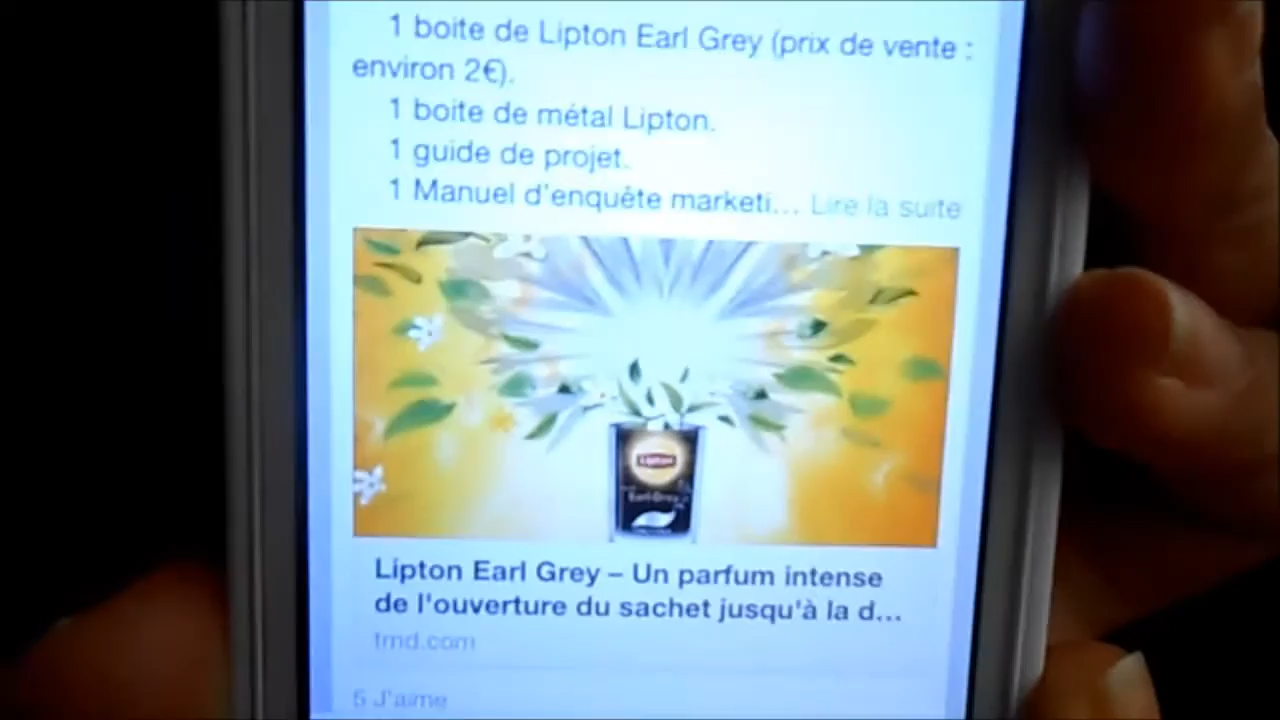 1 boite de Lipton Earl Grey (prix de vente :
environ 2€).
1 boite de métal Lipton.
1 guide de projet.
1 Manuel d'enquête marketi... Lire la suite
Lipton
Earl Grey
Lipton Earl Grey – Un parfum intense
de l'ouverture du sachet jusqu'à la d...
tmd.com
5 J'aime